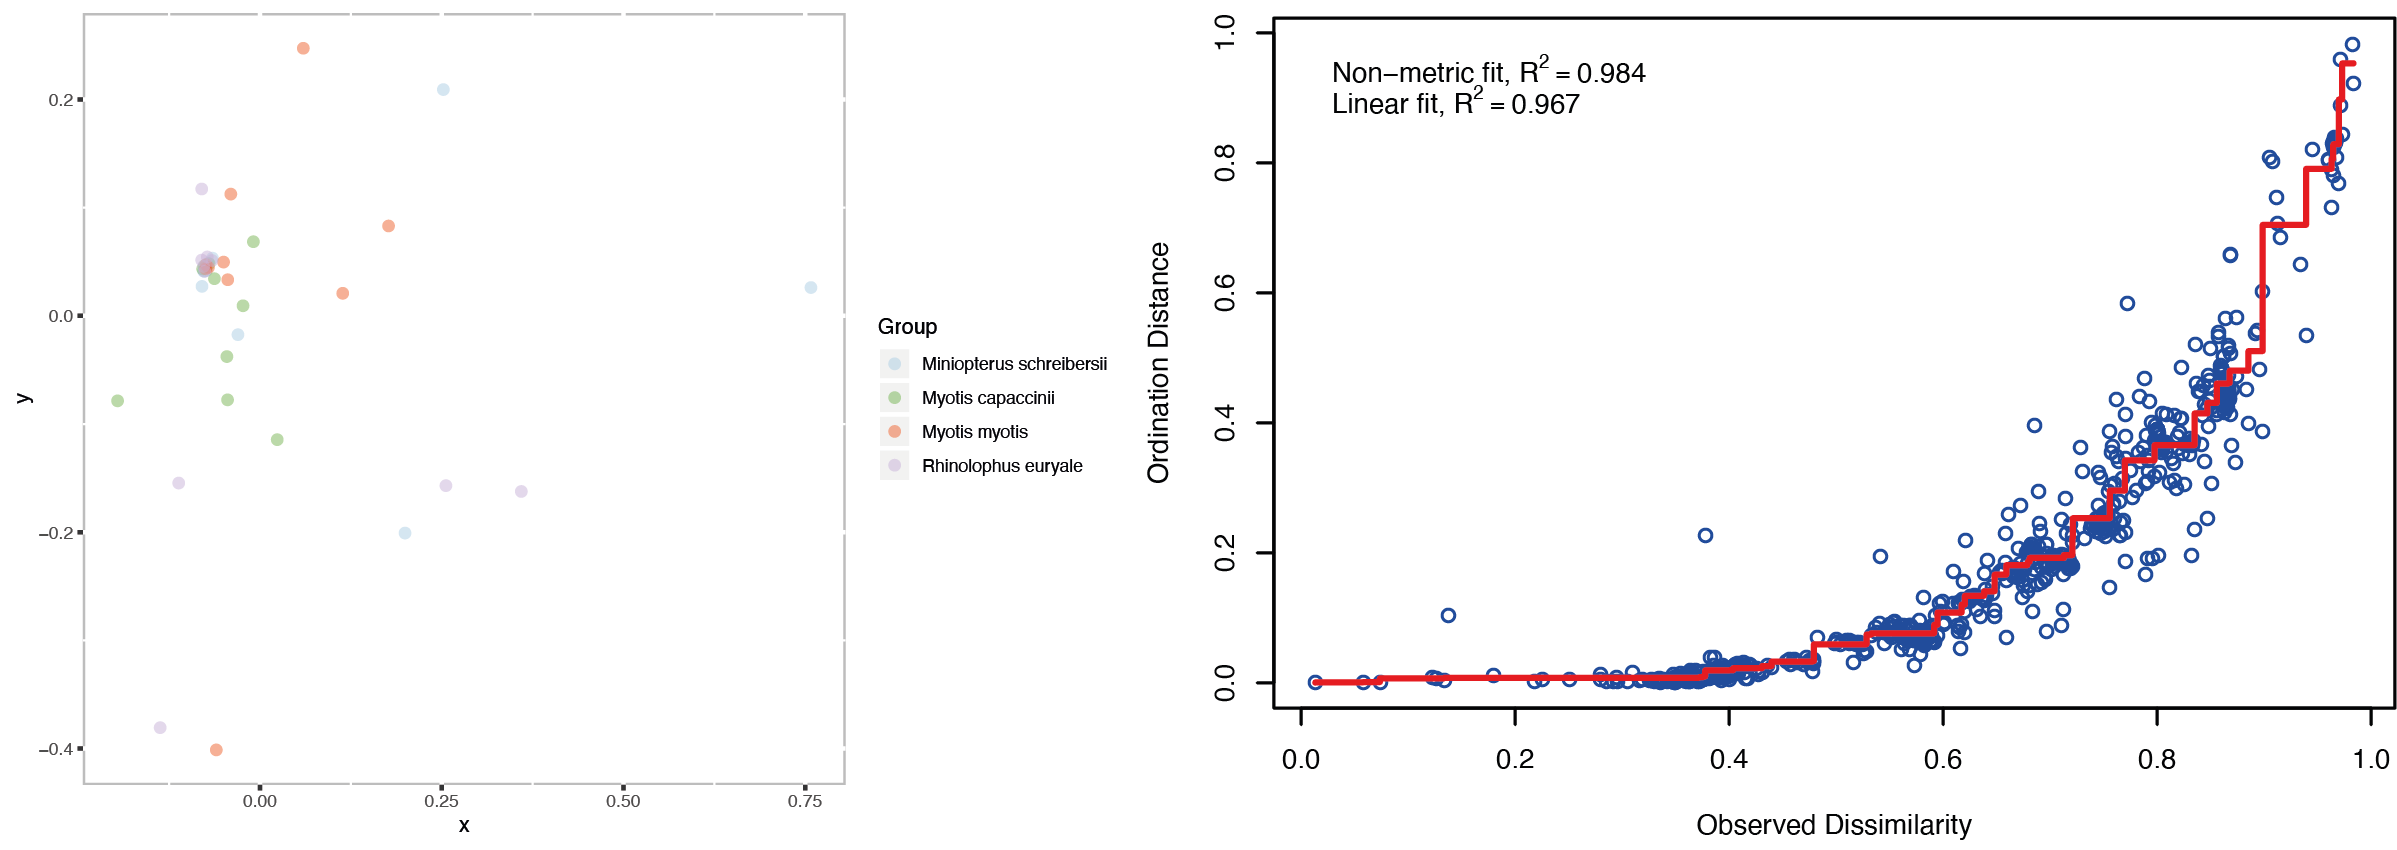 0.2
0.0
−0.2
−0.4
y
0.00
0.25
0.50
0.75
x
Group
Miniopterus schreibersii
Myotis capaccinii
Myotis myotis
Rhinolophus euryale
Non−metric fit, R² = 0.984
Linear fit, R² = 0.967
Ordination Distance
1.0
0.8
0.6
0.4
0.2
0.0
0.0
0.2
0.4
0.6
0.8
1.0
Observed Dissimilarity